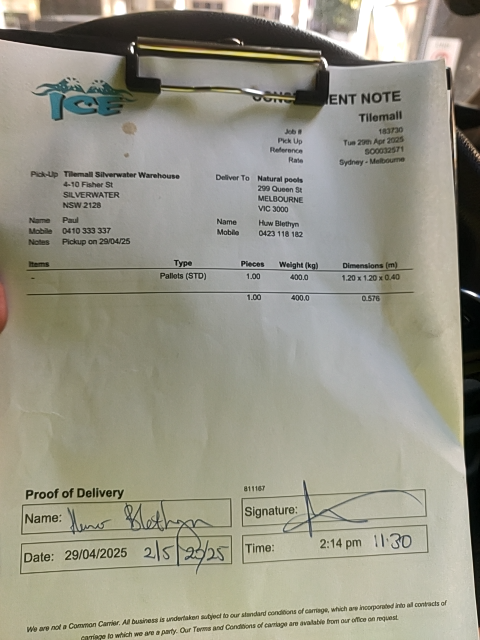 ICE
CONS MENT NOTE
Tilemall
Job # 183730
Pick Up Tue 29th Apr 2025
Reference SO0032571
Rate Sydney - Melbourne
Pick-Up Tilemall Silverwater Warehouse
4-10 Fisher St
SILVERWATER
NSW 2128
Name Paul
Mobile 0410 333 337
Notes Pickup on 29/04/25
Deliver To Natural pools
299 Queen St
MELBOURNE
VIC 3000
Name Huw Blethyn
Mobile 0423 118 182
Items Type Pieces Weight (kg) Dimensions (m)
- Pallets (STD) 1.00 400.0 1.20 x 1.20 x 0.40
1.00 400.0 0.576
Proof of Delivery
811167
Name: Huw Blethyn
Signature:
Date: 29/04/2025 2/5/2025
Time: 2:14 pm 11:30
We are not a Common Carrier. All business is undertaken subject to our standard conditions of carriage, which are incorporated into all contracts of
carriage to which we are a party. Our Terms and Conditions of carriage are available from our office on request.